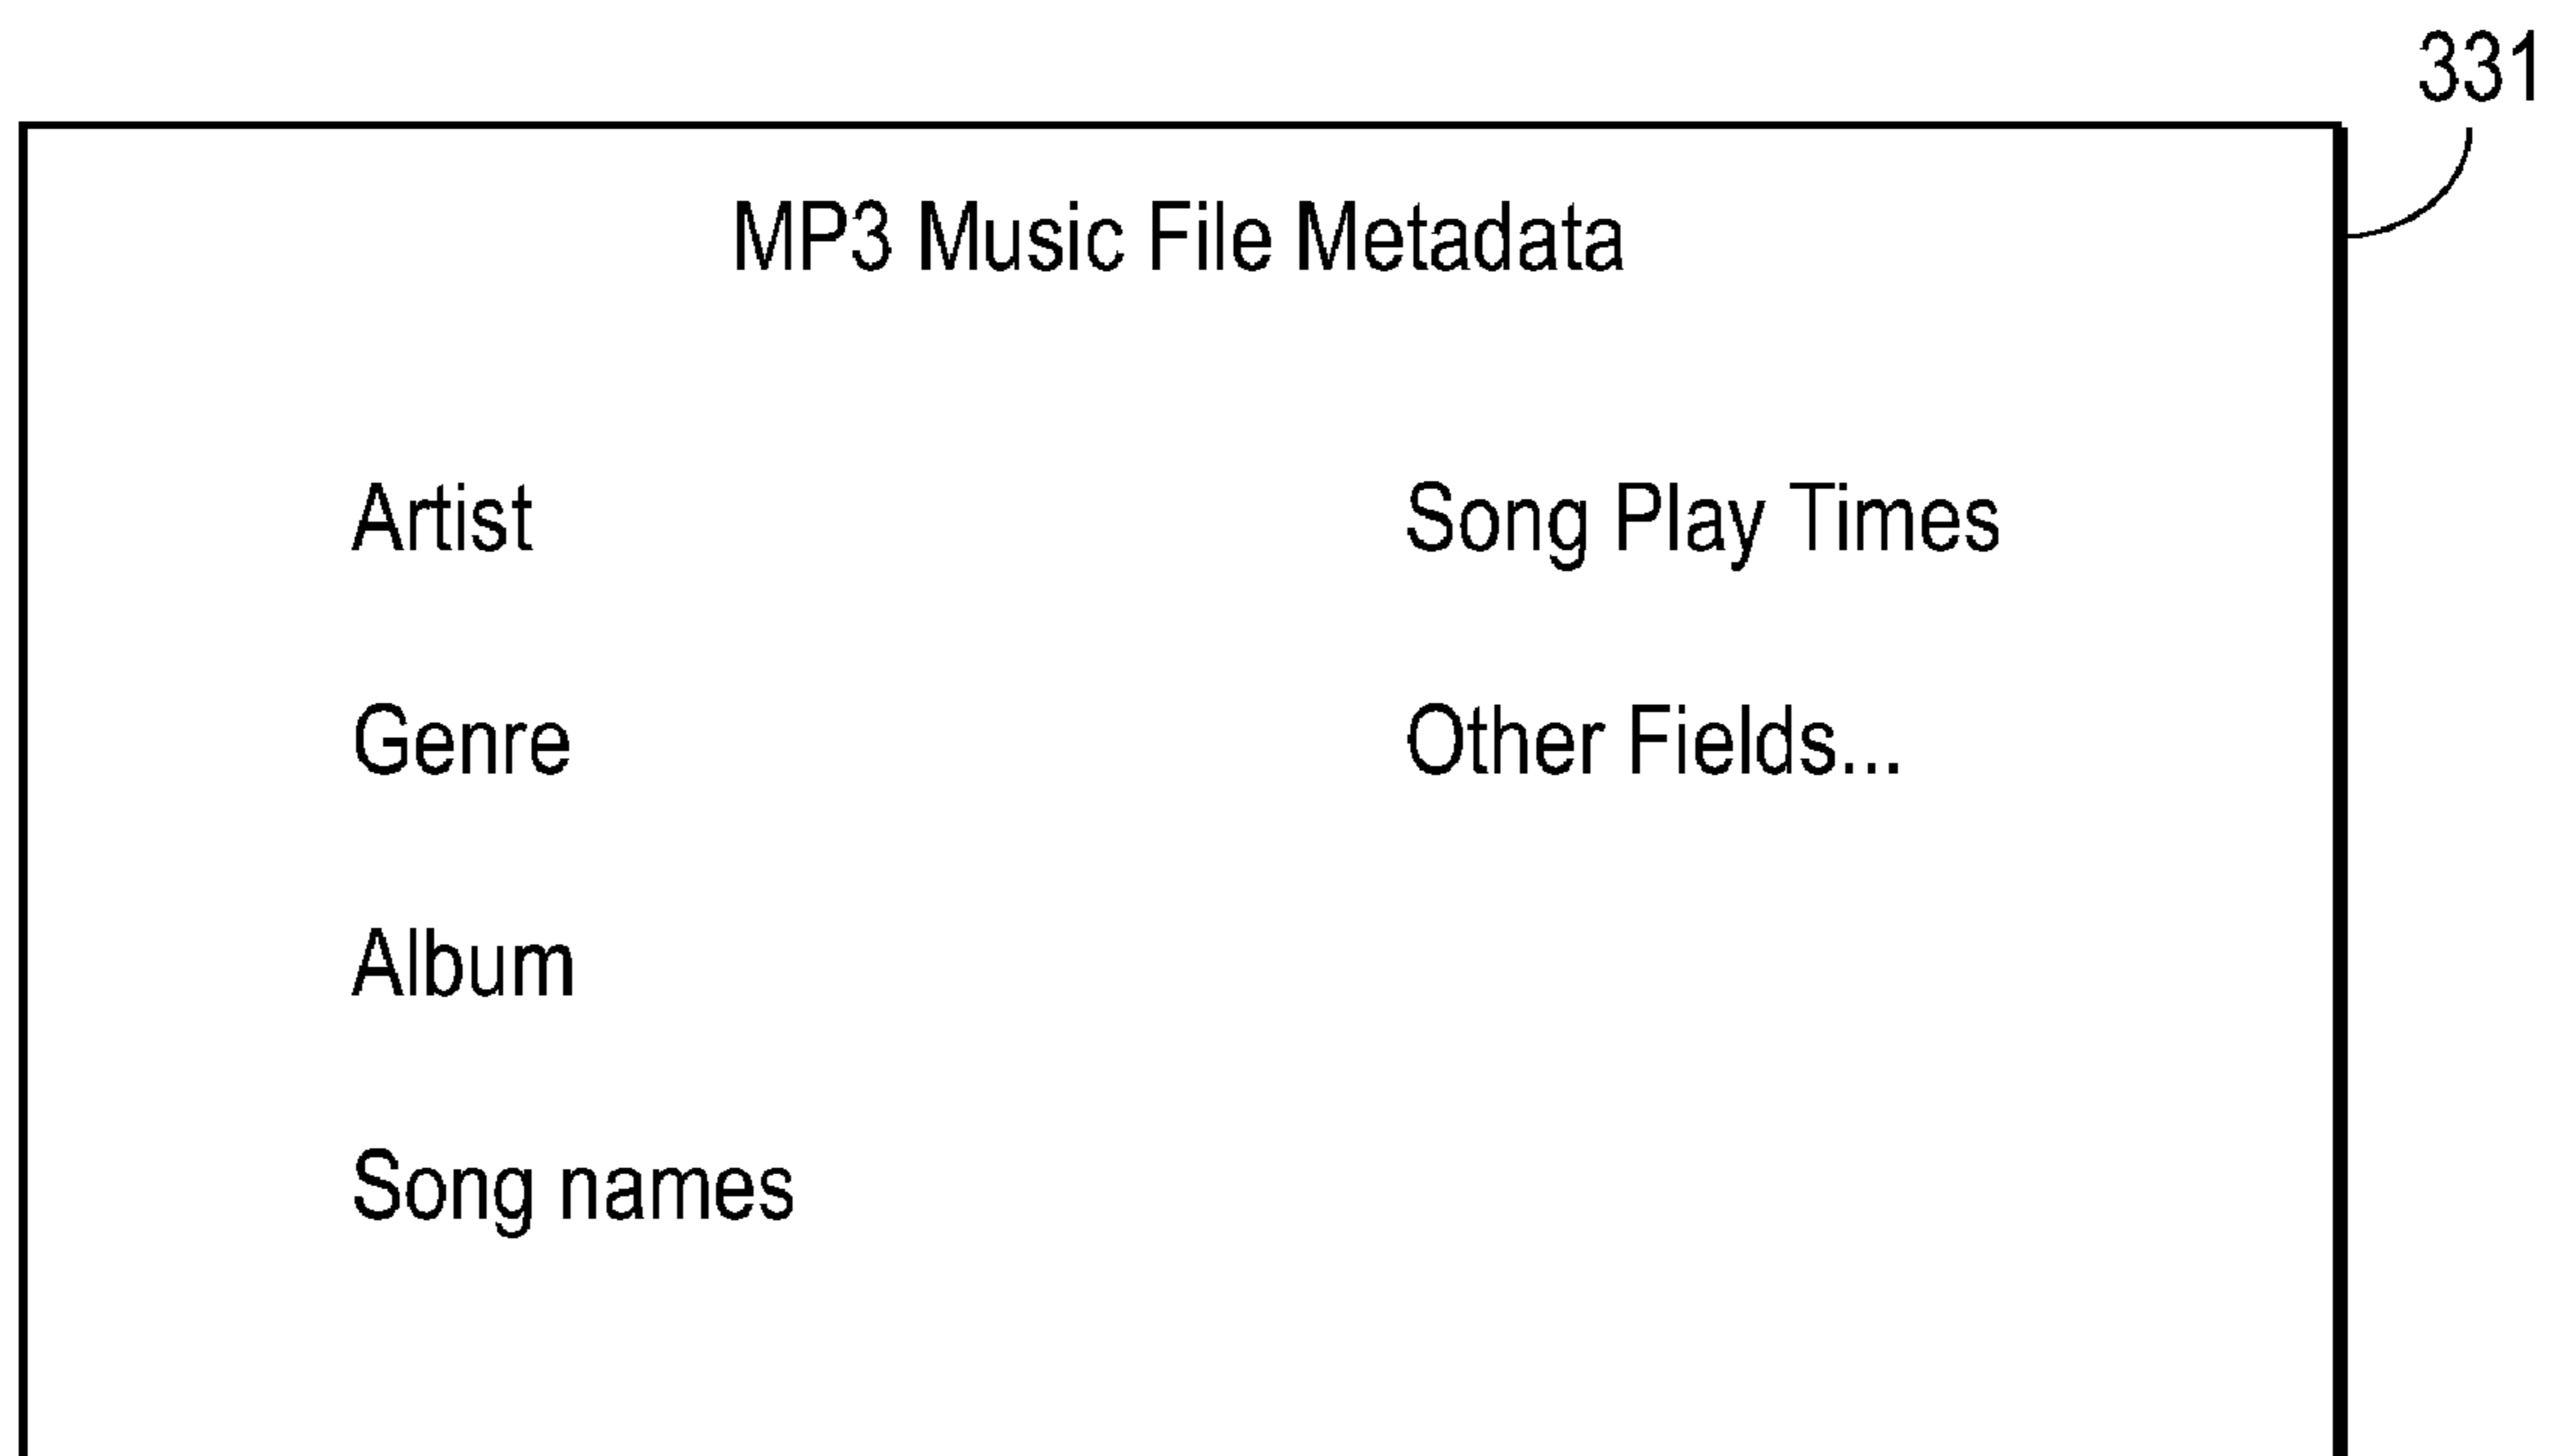 331
MP3 Music File Metadata
Artist
Genre
Album
Song names
Song Play Times
Other Fields...